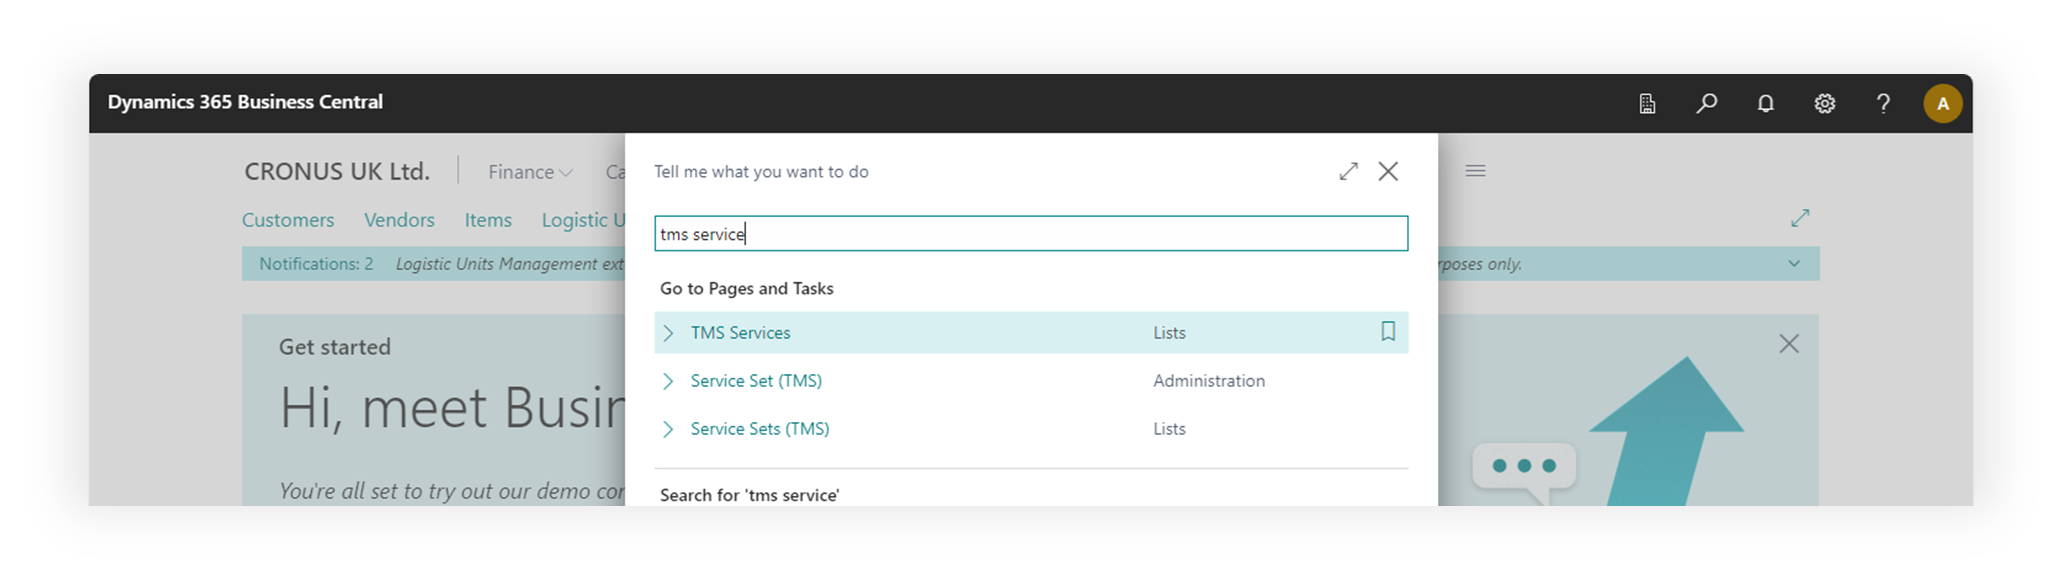 Dynamics 365 Business Central
A
CRONUS UK Ltd.
Finance
Tell me what you want to do
Customers Vendors Items Logistic U
tms service
Notifications: 2 Logistic Units Management ext
rposes only.
Go to Pages and Tasks
TMS Services Lists
Service Set (TMS) Administration
Service Sets (TMS) Lists
Get started
Hi, meet Busin
You're all set to try out our demo cor
Search for 'tms service'